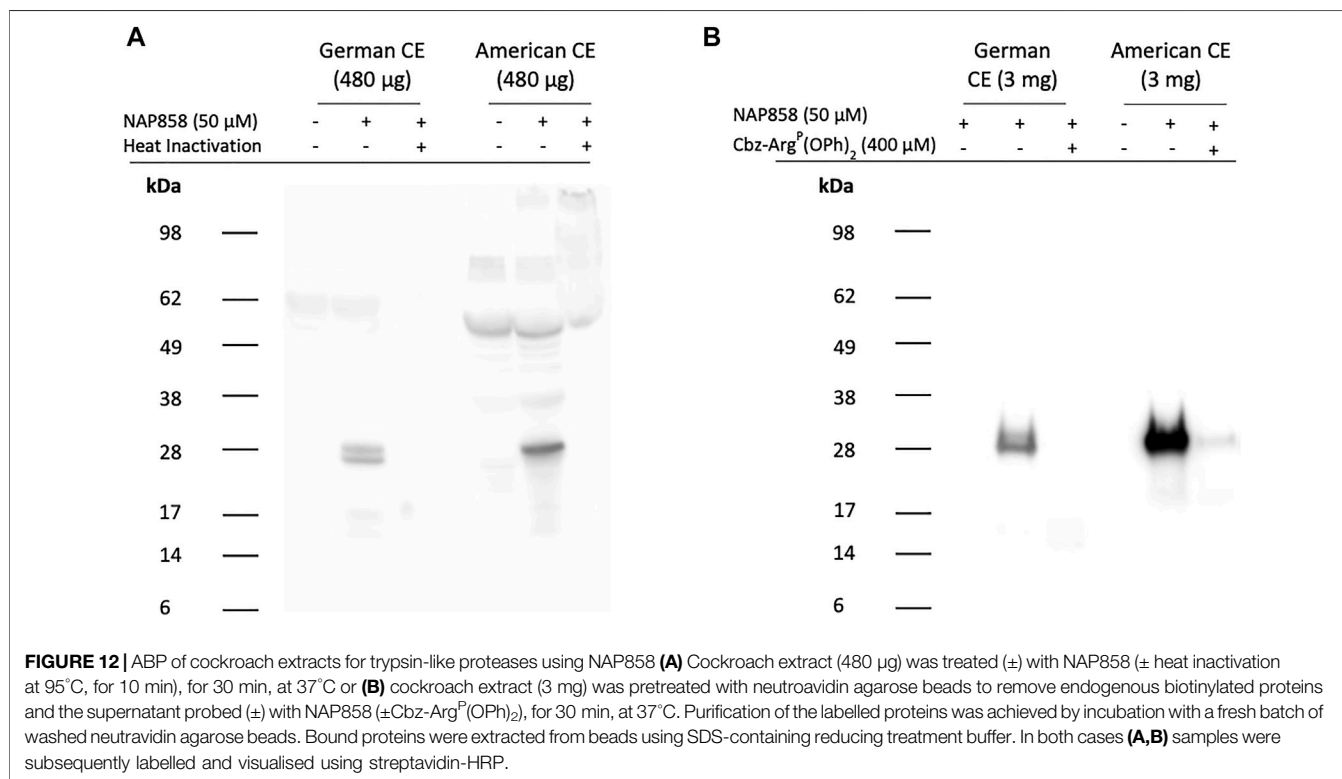 A
German CE American CE
(480 µg) (480 µg)
NAP858 (50 µM) - + + - + +
Heat Inactivation - - + - - +
kDa
98
62
49
38
28
17
14
6
B
German American CE
CE (3 mg) (3 mg)
NAP858 (50 µM) + + + - + +
Cbz-Arg^P(OPh)₂ (400 µM) - - + - - +
kDa
98
62
49
38
28
17
14
6
FIGURE 12 | ABP of cockroach extracts for trypsin-like proteases using NAP858 (A) Cockroach extract (480 µg) was treated (±) with NAP858 (± heat inactivation
at 95°C, for 10 min), for 30 min, at 37°C or (B) cockroach extract (3 mg) was pretreated with neutroavidin agarose beads to remove endogenous biotinylated proteins
and the supernatant probed (±) with NAP858 (±Cbz-Arg^P(OPh)₂), for 30 min, at 37°C. Purification of the labelled proteins was achieved by incubation with a fresh batch of
washed neutravidin agarose beads. Bound proteins were extracted from beads using SDS-containing reducing treatment buffer. In both cases (A,B) samples were
subsequently labelled and visualised using streptavidin-HRP.